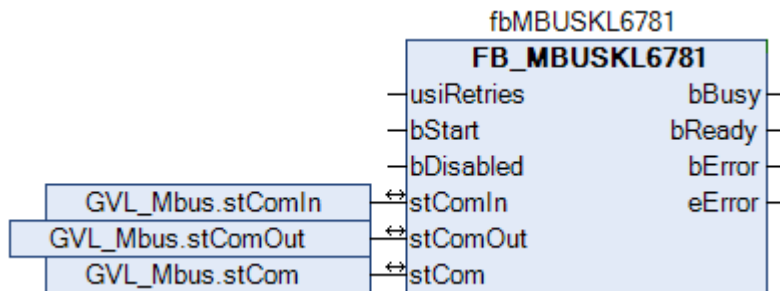 fbMBUSKL6781
FB_MBUSKL6781
usiRetries bBusy
bStart bReady
bDisabled bError
GVL_Mbus.stComIn stComIn eError
GVL_Mbus.stComOut stComOut
GVL_Mbus.stCom stCom